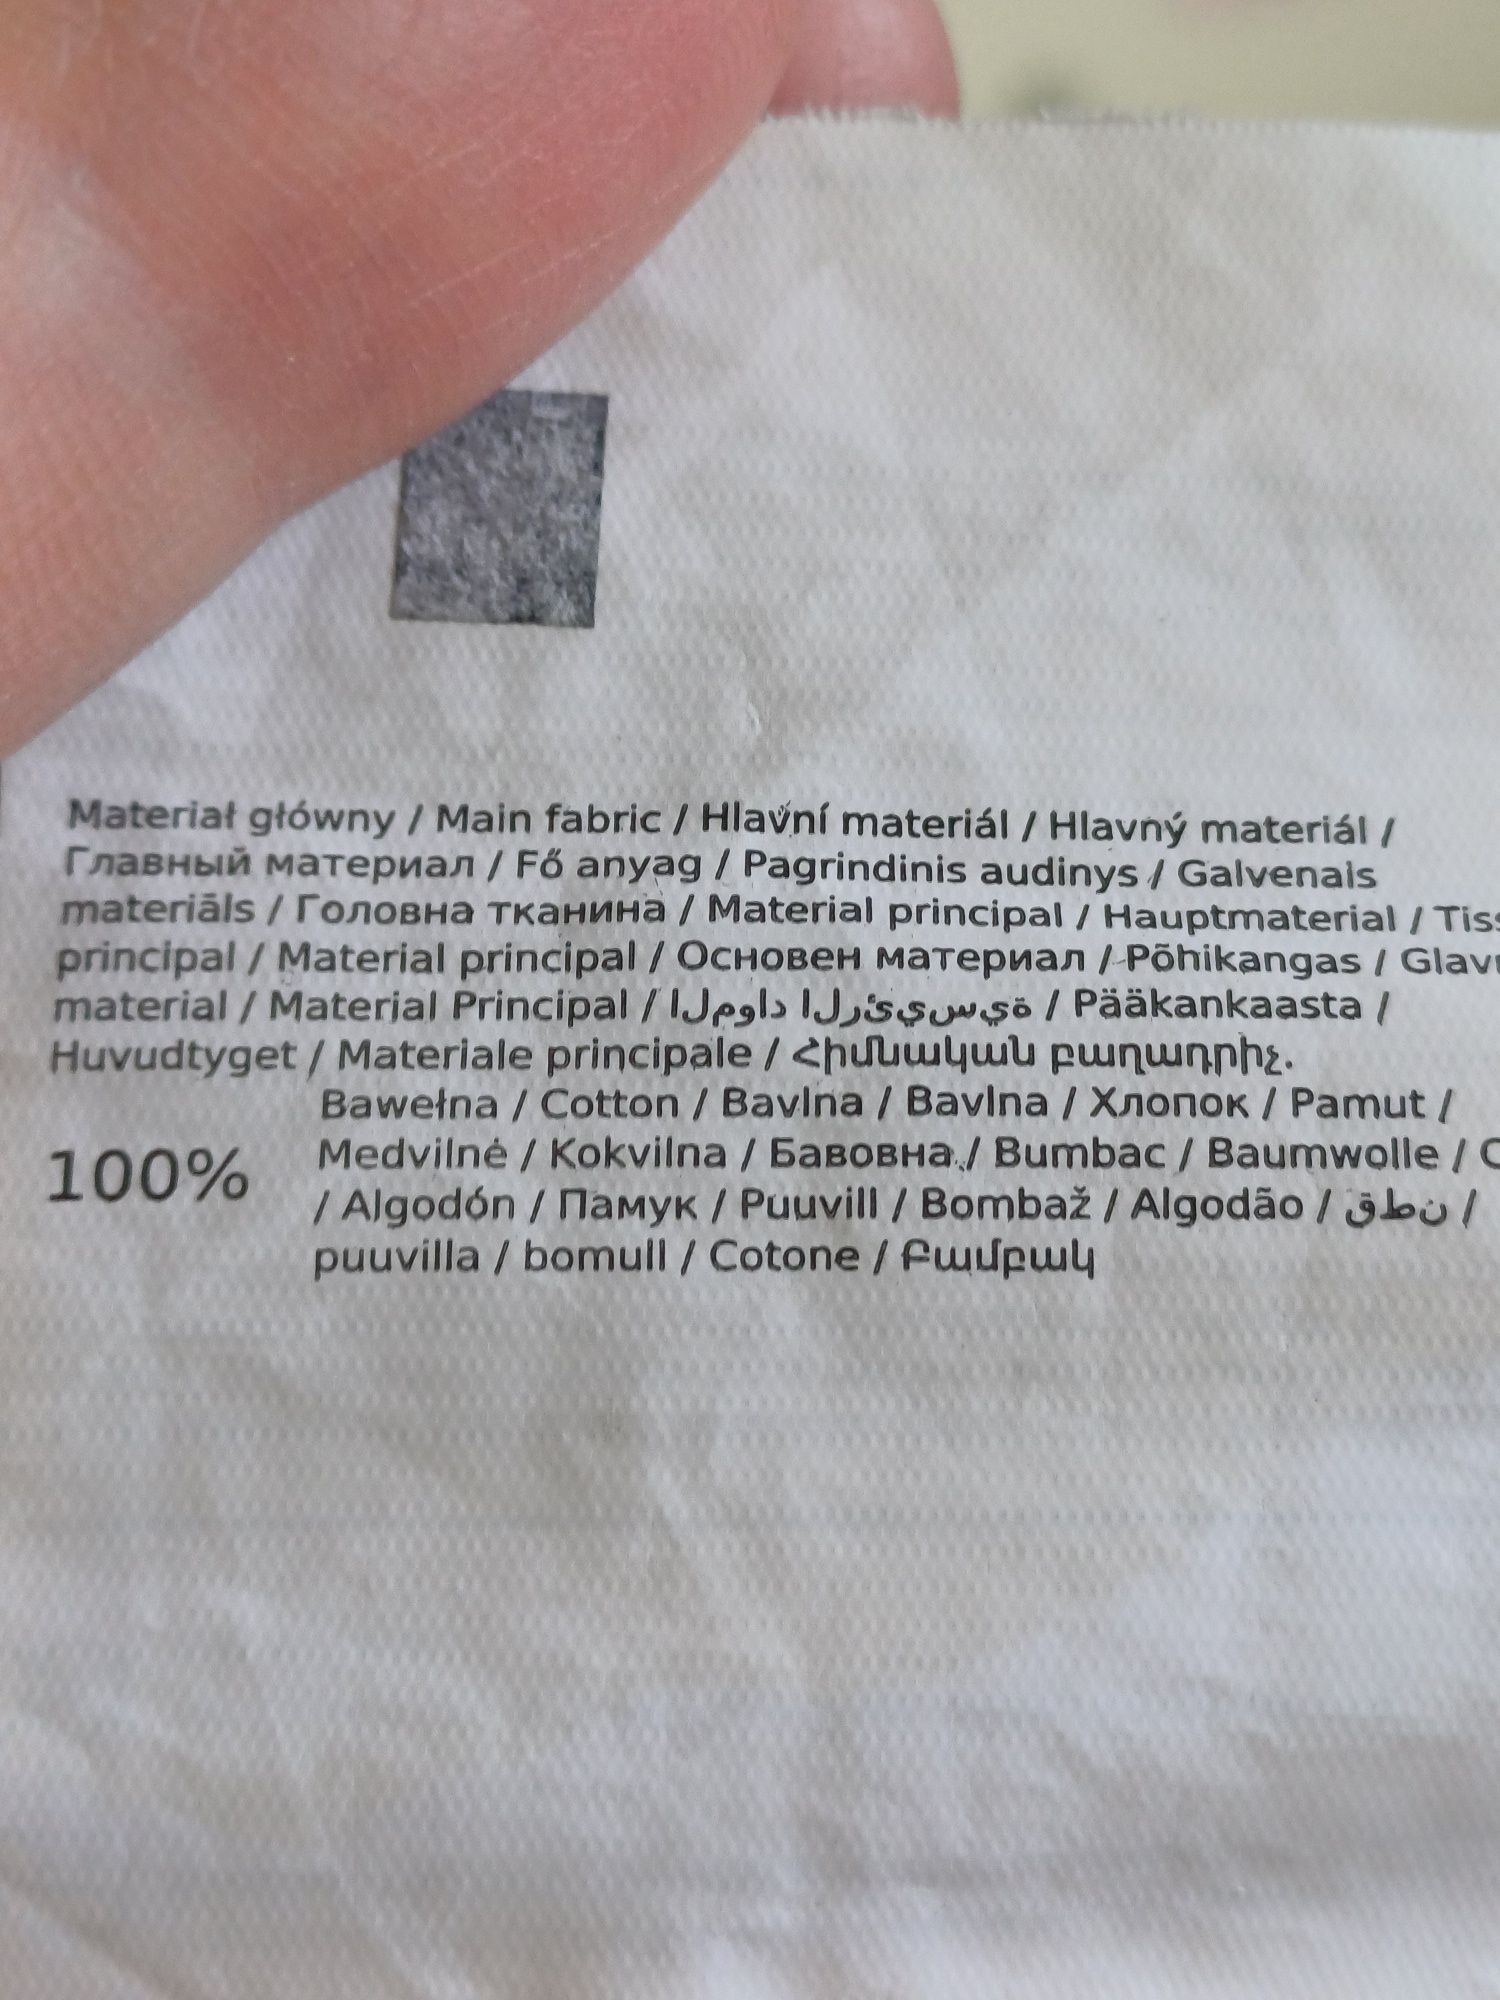 Materiał główny / Main fabric / Hlavní materiál / Hlavný materiál /
Главный материал / Fő anyag / Pagrindinis audinys / Galvenais
materiāls / Головна тканина / Material principal / Hauptmaterial /
principal / Material principal / Основен материал / Põhikangas /
material / Material Principal / المواد الرئيسية / Pääkankaasta /
Huvudtyget / Materiale principale / Հիմնական բաղադրիչ.
Bawełna / Cotton / Bavlna / Bavlna / Хлопок / Pamut /
100% Medvilnė / Kokvilna / Бавовна / Bumbac / Baumwolle /
/ Algodón / Памук / Puuvill / Bombaž / Algodão / قطن /
puuvilla / bomull / Cotone / Բամբակ